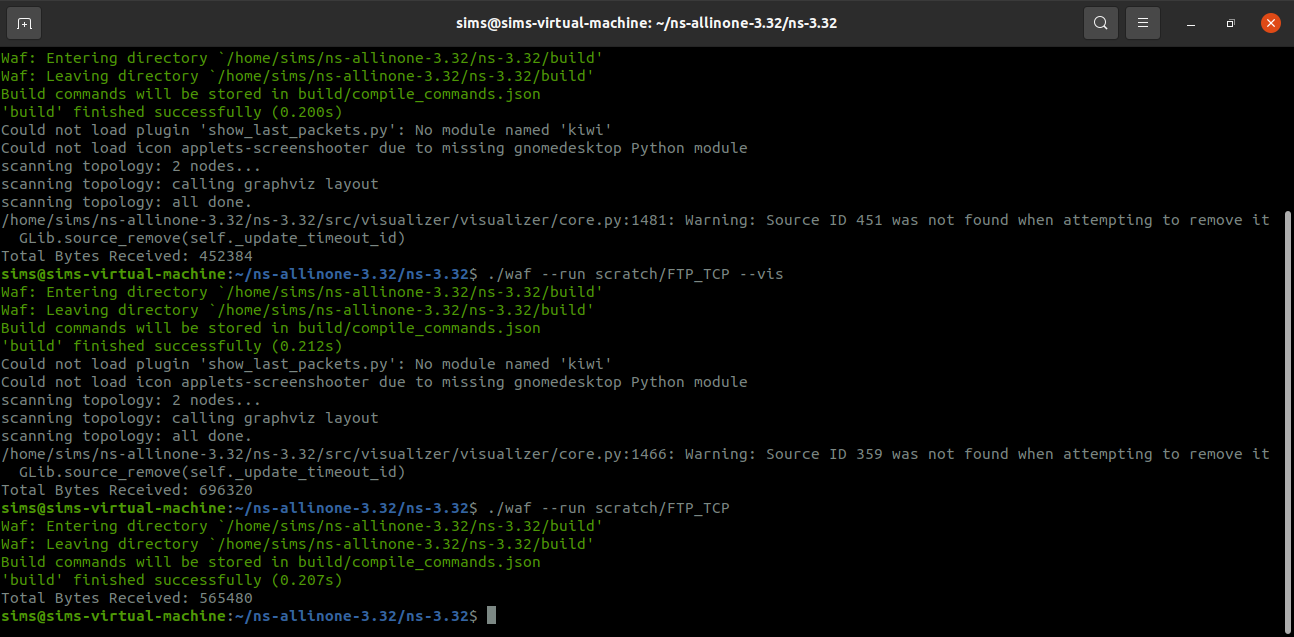 sims@sims-virtual-machine: ~/ns-allinone-3.32/ns-3.32
Waf: Entering directory `/home/sims/ns-allinone-3.32/ns-3.32/build'
Waf: Leaving directory `/home/sims/ns-allinone-3.32/ns-3.32/build'
Build commands will be stored in build/compile_commands.json
'build' finished successfully (0.200s)
Could not load plugin 'show_last_packets.py': No module named 'kiwi'
Could not load icon applets-screenshooter due to missing gnomedesktop Python module
scanning topology: 2 nodes...
scanning topology: calling graphviz layout
scanning topology: all done.
/home/sims/ns-allinone-3.32/ns-3.32/src/visualizer/visualizer/core.py:1481: Warning: Source ID 451 was not found when attempting to remove it
  GLib.source_remove(self._update_timeout_id)
Total Bytes Received: 452384
sims@sims-virtual-machine:~/ns-allinone-3.32/ns-3.32$ ./waf --run scratch/FTP_TCP --vis
Waf: Entering directory `/home/sims/ns-allinone-3.32/ns-3.32/build'
Waf: Leaving directory `/home/sims/ns-allinone-3.32/ns-3.32/build'
Build commands will be stored in build/compile_commands.json
'build' finished successfully (0.212s)
Could not load plugin 'show_last_packets.py': No module named 'kiwi'
Could not load icon applets-screenshooter due to missing gnomedesktop Python module
scanning topology: 2 nodes...
scanning topology: calling graphviz layout
scanning topology: all done.
/home/sims/ns-allinone-3.32/ns-3.32/src/visualizer/visualizer/core.py:1466: Warning: Source ID 359 was not found when attempting to remove it
  GLib.source_remove(self._update_timeout_id)
Total Bytes Received: 696320
sims@sims-virtual-machine:~/ns-allinone-3.32/ns-3.32$ ./waf --run scratch/FTP_TCP
Waf: Entering directory `/home/sims/ns-allinone-3.32/ns-3.32/build'
Waf: Leaving directory `/home/sims/ns-allinone-3.32/ns-3.32/build'
Build commands will be stored in build/compile_commands.json
'build' finished successfully (0.207s)
Total Bytes Received: 565480
sims@sims-virtual-machine:~/ns-allinone-3.32/ns-3.32$